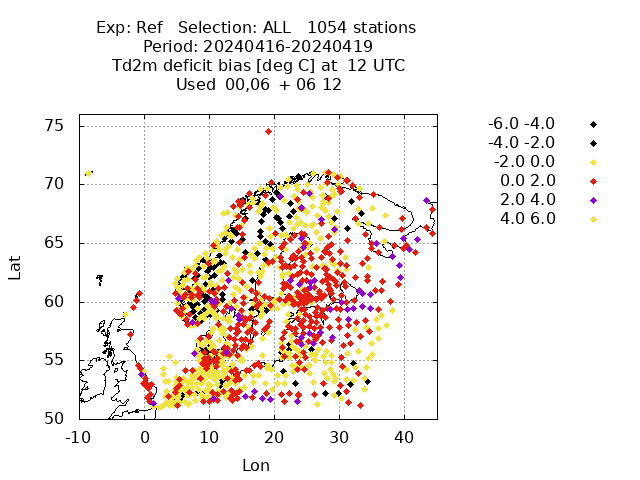 Exp: Ref   Selection: ALL   1054 stations
Period: 20240416-20240419
Td2m deficit bias [deg C] at  12 UTC
Used  00,06  + 06 12
-6.0 -4.0
-4.0 -2.0
-2.0 0.0
0.0 2.0
2.0 4.0
4.0 6.0
75
70
65
60
55
50
Lat
-10 0 10 20 30 40
Lon